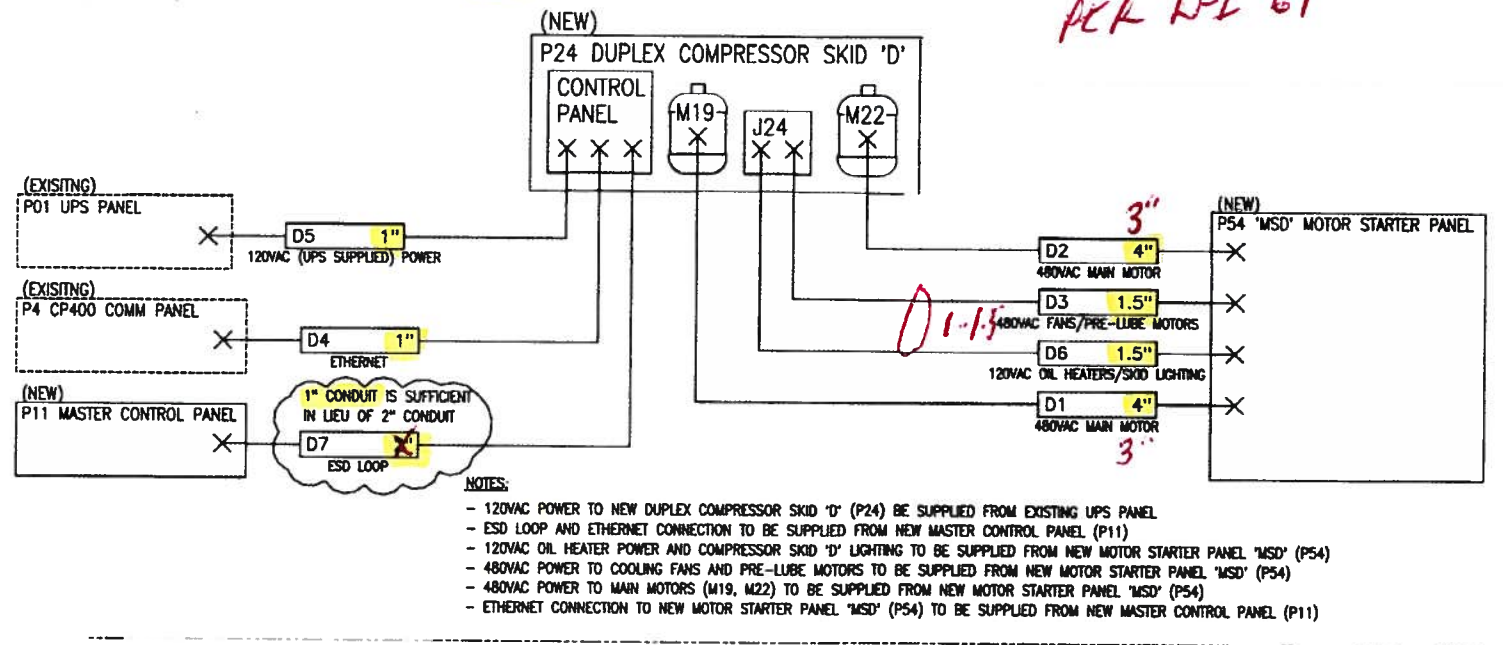 PER RFI 61
(NEW)
P24 DUPLEX COMPRESSOR SKID 'D'
CONTROL
PANEL
M19
J24
M22
(EXISITNG)
P01 UPS PANEL
D5 1"
120VAC (UPS SUPPLIED) POWER
(EXISITNG)
P4 CP400 COMM PANEL
D4 1"
ETHERNET
(NEW)
P11 MASTER CONTROL PANEL
1" CONDUIT IS SUFFICIENT
IN LIEU OF 2" CONDUIT
D7
ESD LOOP
(NEW)
P54 'MSD' MOTOR STARTER PANEL
3"
D2 4"
480VAC MAIN MOTOR
D3 1.5"
480VAC FANS/PRE-LUBE MOTORS
D6 1.5"
120VAC OIL HEATERS/SKID LIGHTING
D1 4"
480VAC MAIN MOTOR
3"
NOTES:
- 120VAC POWER TO NEW DUPLEX COMPRESSOR SKID 'D' (P24) BE SUPPLIED FROM EXISTING UPS PANEL
- ESD LOOP AND ETHERNET CONNECTION TO BE SUPPLIED FROM NEW MASTER CONTROL PANEL (P11)
- 120VAC OIL HEATER POWER AND COMPRESSOR SKID 'D' LIGHTING TO BE SUPPLIED FROM NEW MOTOR STARTER PANEL 'MSD' (P54)
- 480VAC POWER TO COOLING FANS AND PRE-LUBE MOTORS TO BE SUPPLIED FROM NEW MOTOR STARTER PANEL 'MSD' (P54)
- 480VAC POWER TO MAIN MOTORS (M19, M22) TO BE SUPPLIED FROM NEW MOTOR STARTER PANEL 'MSD' (P54)
- ETHERNET CONNECTION TO NEW MOTOR STARTER PANEL 'MSD' (P54) TO BE SUPPLIED FROM NEW MASTER CONTROL PANEL (P11)